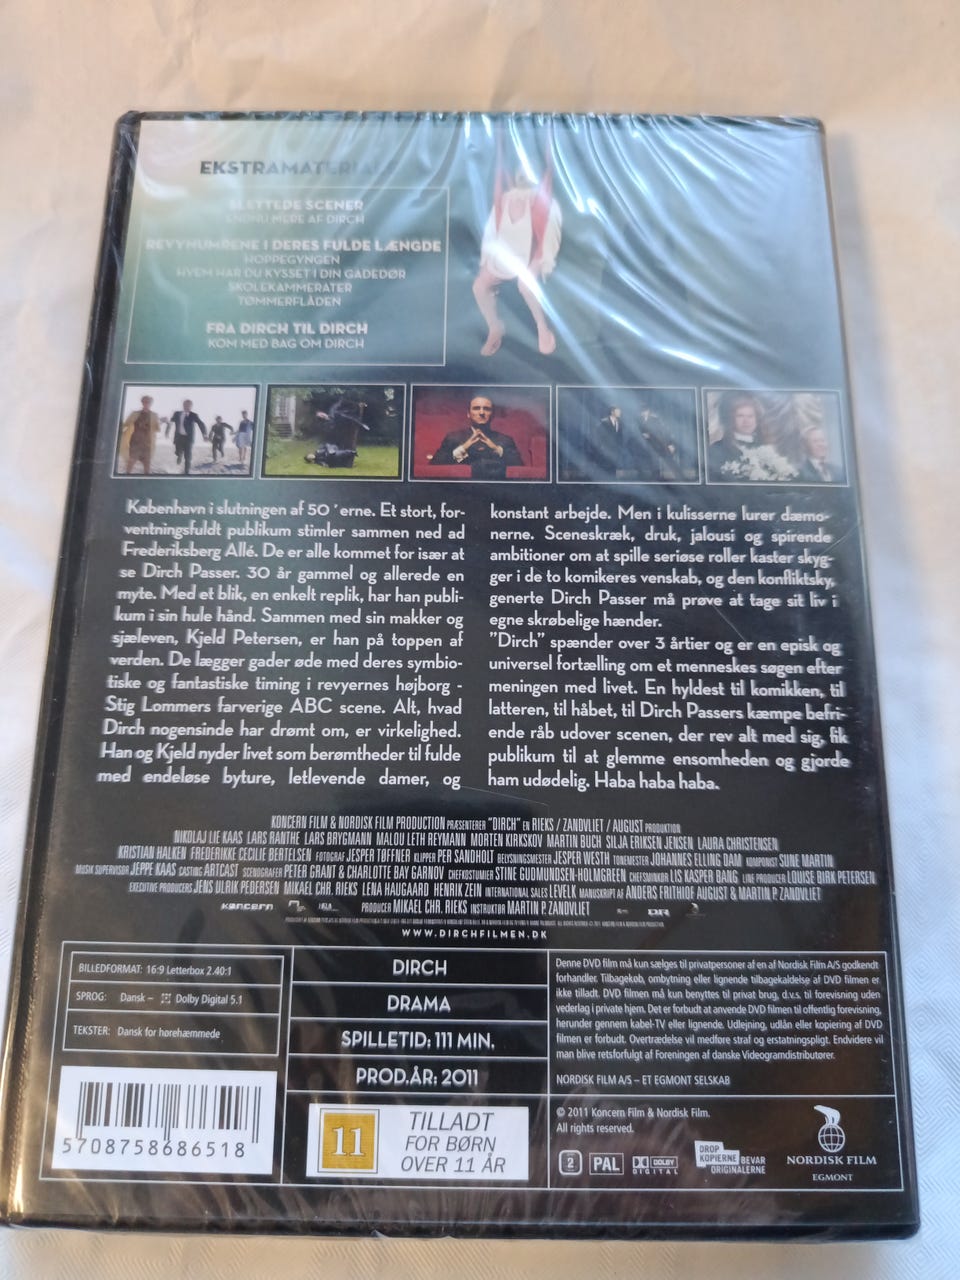 EKSTRAMATERIALE
SLETTEDE SCENER
ENDNU MERE AF DIRCH
REVYNUMRENE I DERES FULDE LÆNGDE
HOPPEGYNGEN
HVEM HAR DU KYSSET I DIN GADEDØR
SKOLEKAMMERATER
TØMMERFLÅDEN
FRA DIRCH TIL DIRCH
KOM MED BAG OM DIRCH
København i slutningen af 50 'erne. Et stort, for-
ventningsfuldt publikum stimler sammen ned ad
Frederiksberg Allé. De er alle kommet for især at
se Dirch Passer. 30 år gammel og allerede en
myte. Med et blik, en enkelt replik, har han publi-
kum i sin hule hånd. Sammen med sin makker og
sjæleven, Kjeld Petersen, er han på toppen af
verden. De lægger gader øde med deres symbio-
tiske og fantastiske timing i revyernes højborg -
Stig Lommers farverige ABC scene. Alt, hvad
Dirch nogensinde har drømt om, er virkelighed.
Han og Kjeld nyder livet som berømtheder til fulde
med endeløse byture, letlevende damer, og
konstant arbejde. Men i kulisserne lurer dæmo-
nerne. Sceneskræk, druk, jalousi og spirende
ambitioner om at spille seriøse roller kaster skyg-
ger i de to komikeres venskab, og den konfliktsky,
generte Dirch Passer må prøve at tage sit liv i
egne skrøbelige hænder.
"Dirch" spænder over 3 årtier og er en episk og
universel fortælling om et menneskes søgen efter
meningen med livet. En hyldest til komikken, til
latteren, til håbet, til Dirch Passers kæmpe befri-
ende råb udover scenen, der rev alt med sig, fik
publikum til at glemme ensomheden og gjorde
ham udødelig. Haba haba haba.
KONCERN FILM & NORDISK FILM PRODUCTION PRÆSENTERER "DIRCH" EN RIEKS / ZANDVLIET / AUGUST PRODUKTION
NIKOLAJ LIE KAAS LARS RANTHE LARS BRYGMANN MALOU LETH REYMANN MORTEN KIRKSKOV MARTIN BUCH SILJA ERIKSEN JENSEN LAURA CHRISTENSEN
KRISTIAN HALKEN FREDERIKKE CECILIE BERTELSEN FOTOGRAF JESPER TØFFNER KLIPPER PER SANDHOLT BELYSNINGSMESTER JESPER WESTH TONEMESTER JOHANNES ELLING DAM KOMPONIST SUNE MARTIN
MUSIK SUPERVISOR JEPPE KAAS CASTING ARTCAST SCENOGRAFER PETER GRANT & CHARLOTTE BAY GARNOV CHEFKOSTUMIER STINE GUDMUNDSEN-HOLMGREEN CHEFSMINKØR LIS KASPER BANG LINE PRODUCER LOUISE DIRK PETERSEN
EXECUTIVE PRODUCERS JENS ULRIK PEDERSEN MIKAEL CHR. RIEKS LENA HAUGAARD HENRIK ZEIN INTERNATIONAL SALES LEVELK MANUSKRIPT AF ANDERS FRITHIOF AUGUST & MARTIN P. ZANDVLIET
PRODUCER MIKAEL CHR. RIEKS INSTRUKTØR MARTIN P. ZANDVLIET
KONCERN
DR
WWW.DIRCHFILMEN.DK
BILLEDFORMAT: 16:9 Letterbox 2.40:1
SPROG: Dansk – Dolby Digital 5.1
TEKSTER: Dansk for hørehæmmede
5708758686518
DIRCH
DRAMA
SPILLETID: 111 MIN.
PROD.ÅR: 2011
11
TILLADT
FOR BØRN
OVER 11 ÅR
Denne DVD film må kun sælges til privatpersoner af en af Nordisk Film A/S godkendt
forhandler. Tilbagekøb, ombytning eller lignende tilbagekaldelse af DVD filmen er
ikke tilladt. DVD filmen må kun benyttes til privat brug, d.v.s. til forevisning uden
vederlag i private hjem. Det er forbudt at anvende DVD filmen til offentlig forevisning,
herunder gennem kabel-TV eller lignende. Udlejning, udlån eller kopiering af DVD
filmen er forbudt. Overtrædelse vil medføre straf og erstatningspligt. Endvidere vil
man blive retsforfulgt af Foreningen af danske Videogramdistributører.
NORDISK FILM A/S – ET EGMONT SELSKAB
© 2011 Koncern Film & Nordisk Film.
All rights reserved.
2
PAL
DOLBY
DIGITAL
DROP
KOPIERNE
BEVAR
ORIGINALERNE
NORDISK FILM
EGMONT